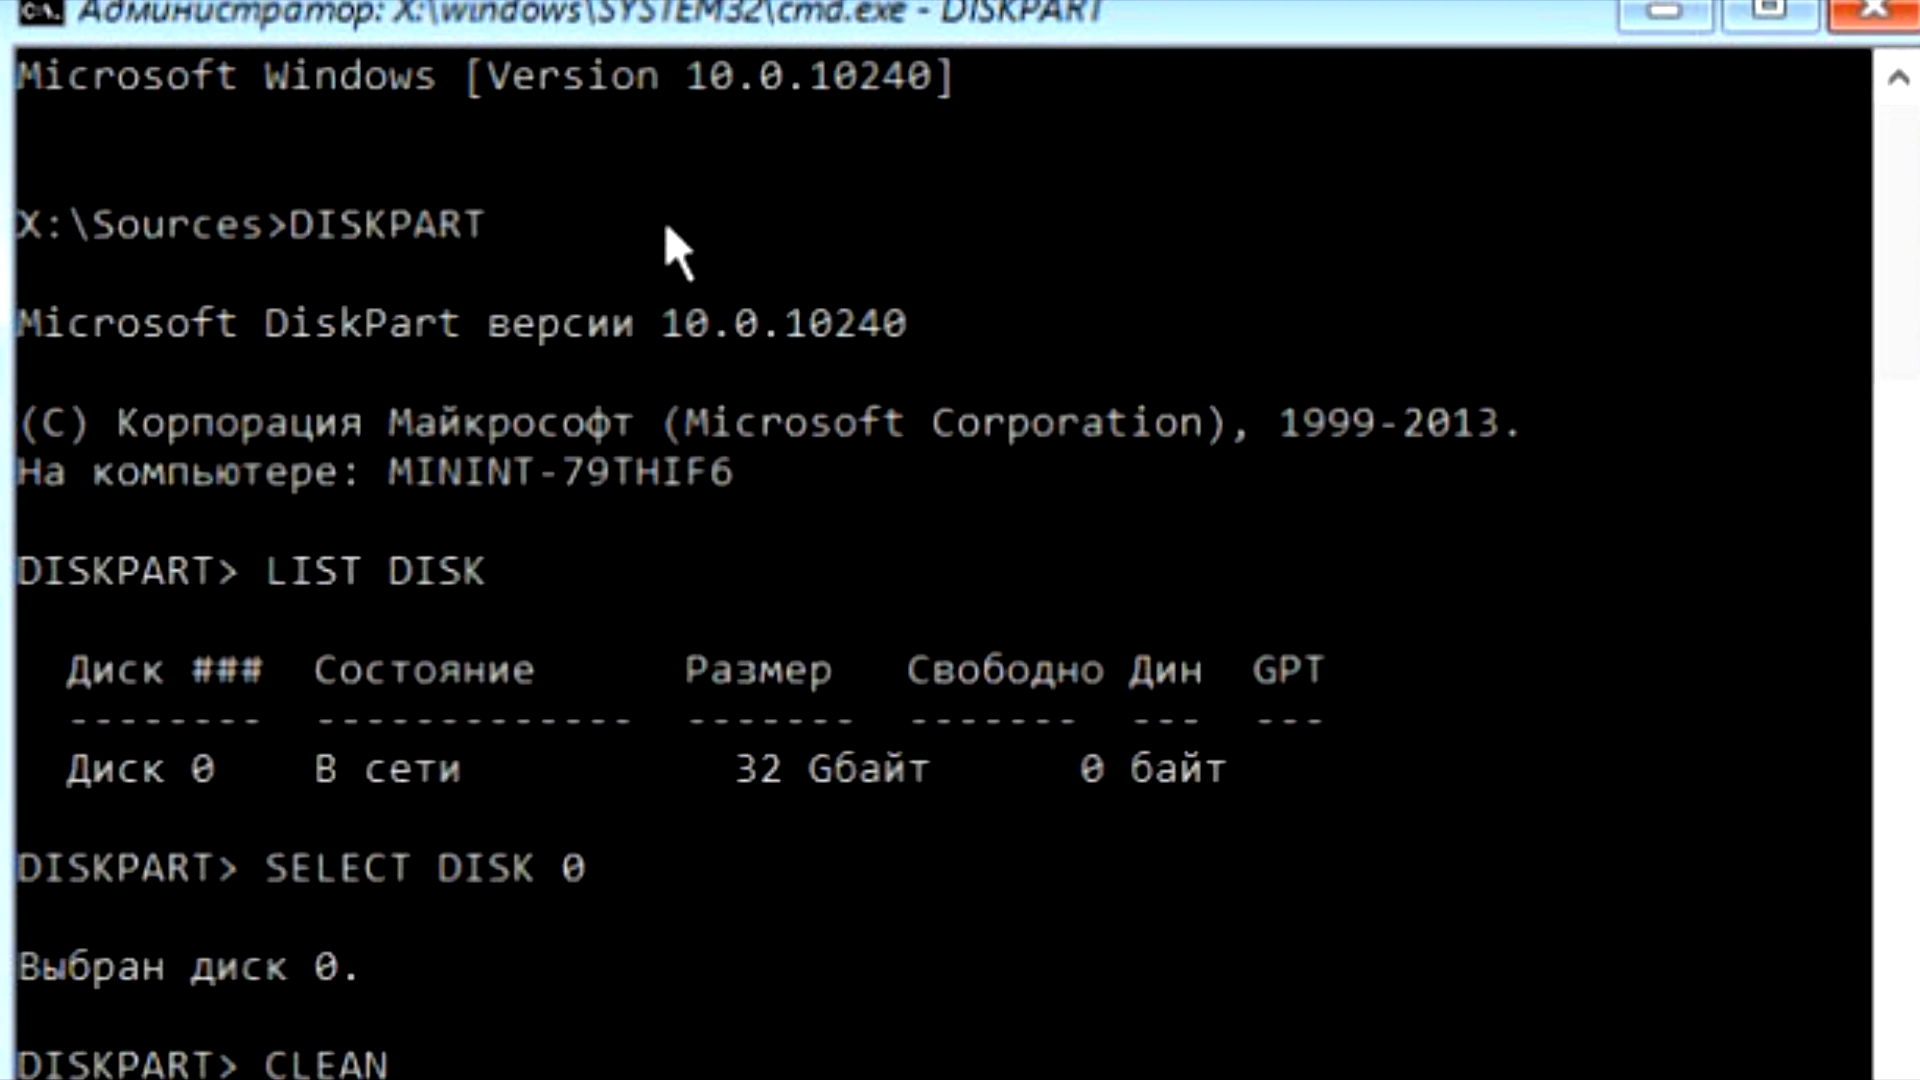 Администратор: X:\windows\SYSTEM32\cmd.exe - DISKPART
Microsoft Windows [Version 10.0.10240]
X:\Sources>DISKPART
Microsoft DiskPart версии 10.0.10240
(C) Корпорация Майкрософт (Microsoft Corporation), 1999-2013.
На компьютере: MININT-79THIF6
DISKPART> LIST DISK
Диск ### Состояние Размер Свободно Дин GPT
-------- ------------- ------- ------- --- ---
Диск 0 В сети 32 Gбайт 0 байт
DISKPART> SELECT DISK 0
Выбран диск 0.
DISKPART> CLEAN